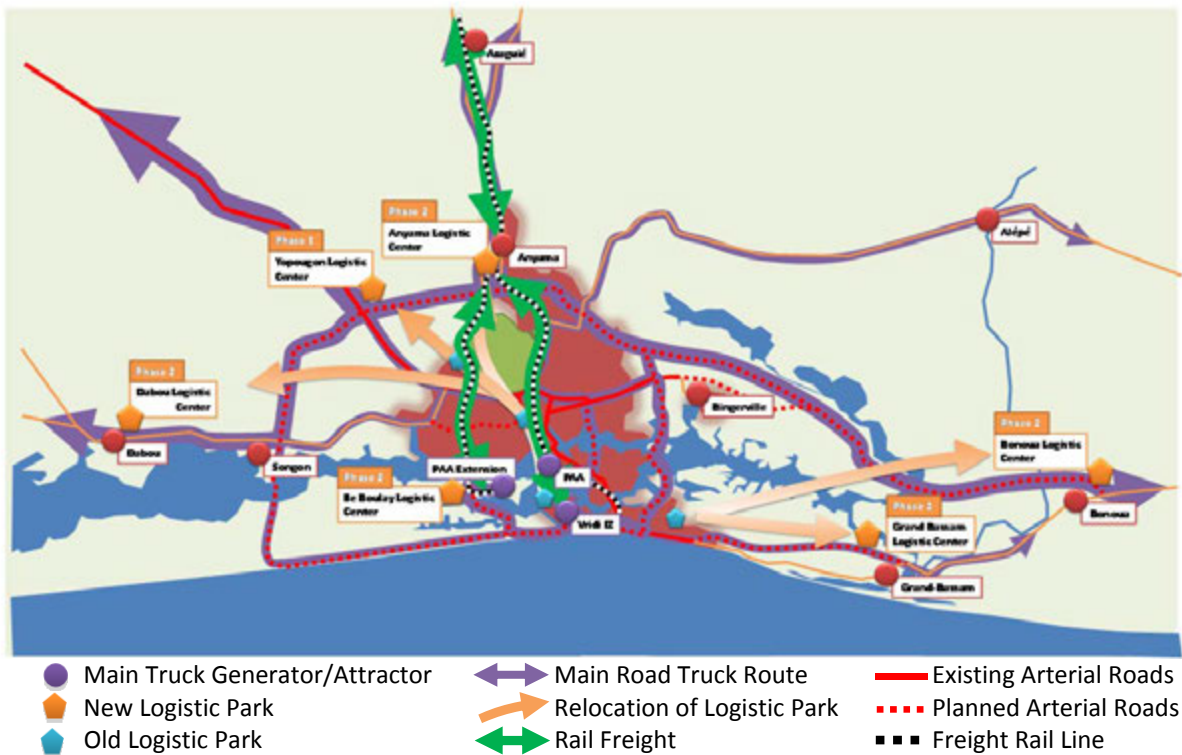 Azaguié
Phase 2
Anyama Logistic
Center
Anyama
Alépé
Phase 1
Yopougon Logistic
Center
Phase 2
Dabou Logistic
Center
Dabou
Songon
Bingerville
Phase 2
Bonoua Logistic
Center
Bonoua
PAA Extension
PAA
Phase 2
Be Boulay Logistic
Center
Vridi IZ
Phase 2
Grand-Bassam
Logistic Center
Grand-Bassam
Main Truck Generator/Attractor
Main Road Truck Route
Existing Arterial Roads
New Logistic Park
Relocation of Logistic Park
Planned Arterial Roads
Old Logistic Park
Rail Freight
Freight Rail Line